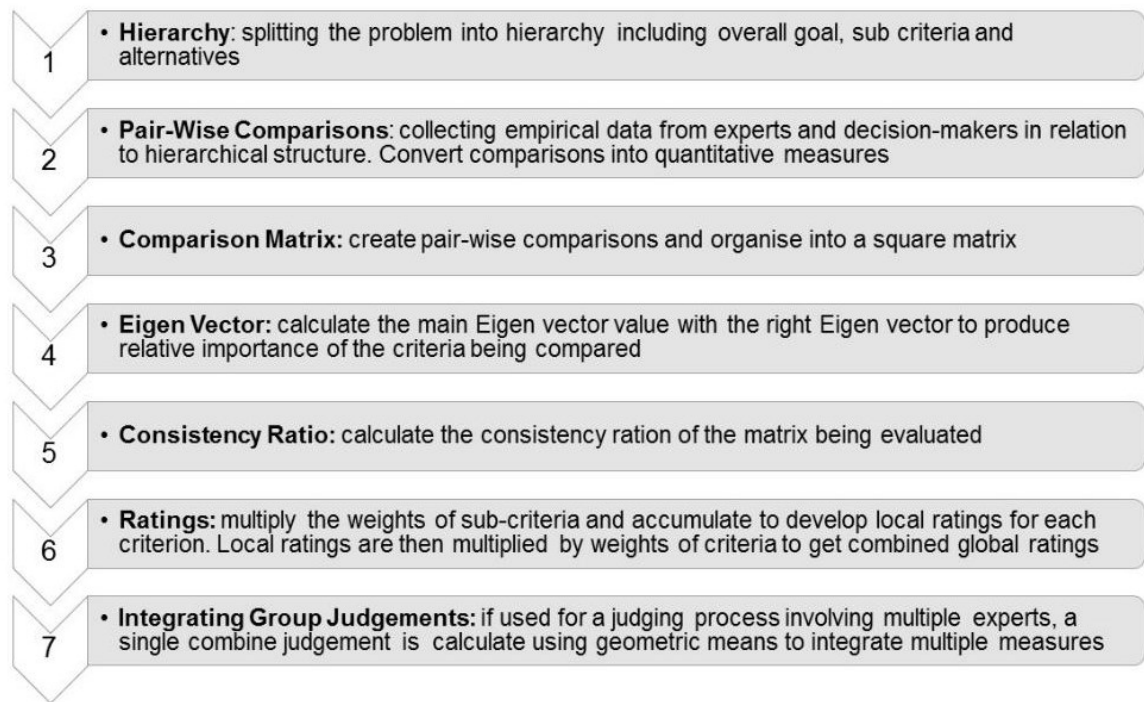 1
• Hierarchy: splitting the problem into hierarchy including overall goal, sub criteria and
alternatives
2
• Pair-Wise Comparisons: collecting empirical data from experts and decision-makers in relation
to hierarchical structure. Convert comparisons into quantitative measures
3
• Comparison Matrix: create pair-wise comparisons and organise into a square matrix
4
• Eigen Vector: calculate the main Eigen vector value with the right Eigen vector to produce
relative importance of the criteria being compared
5
• Consistency Ratio: calculate the consistency ration of the matrix being evaluated
6
• Ratings: multiply the weights of sub-criteria and accumulate to develop local ratings for each
criterion. Local ratings are then multiplied by weights of criteria to get combined global ratings
7
• Integrating Group Judgements: if used for a judging process involving multiple experts, a
single combine judgement is calculate using geometric means to integrate multiple measures